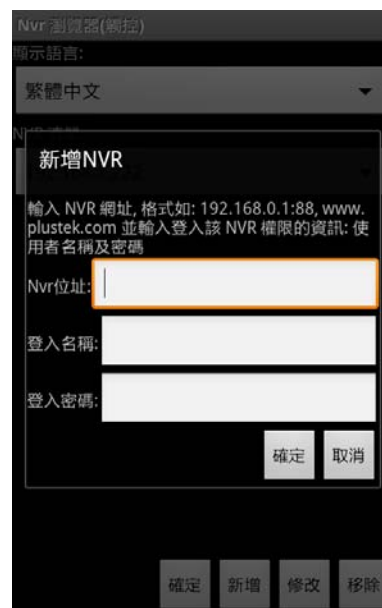 Nvr 瀏覽器(觸控)
顯示語言:
繁體中文
新增NVR
輸入 NVR 網址, 格式如: 192.168.0.1:88, www.
plustek.com 並輸入登入該 NVR 權限的資訊: 使
用者名稱及密碼
Nvr位址:
登入名稱:
登入密碼:
確定 取消
確定 新增 修改 移除